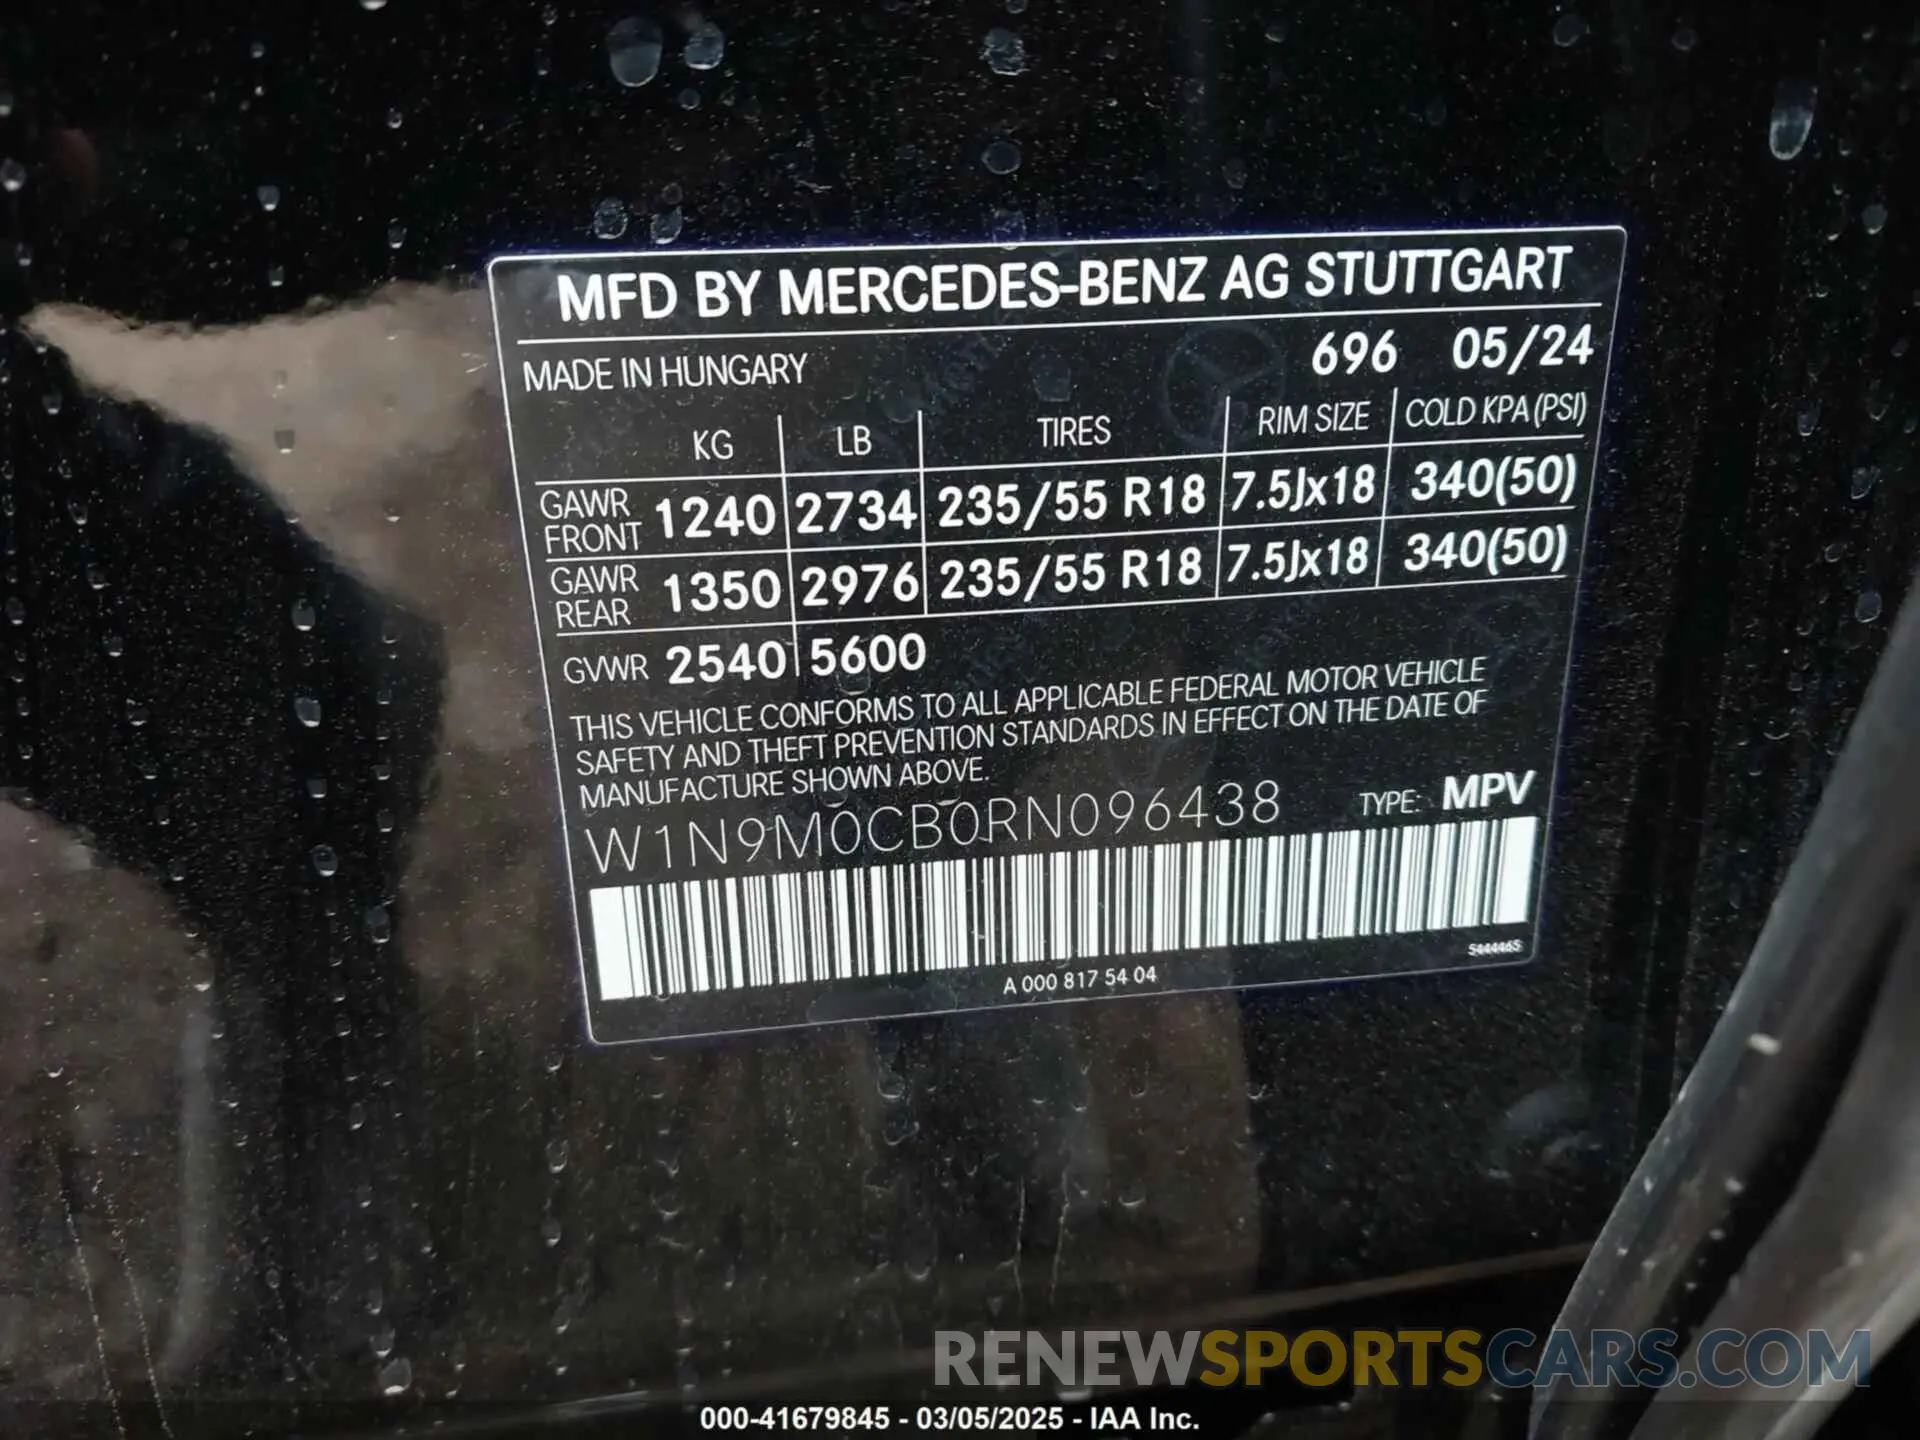 MFD BY MERCEDES-BENZ AG STUTTGART
MADE IN HUNGARY 696 05/24
KG LB TIRES RIM SIZE COLD KPA (PSI)
GAWR FRONT 1240 2734 235/55 R18 7.5Jx18 340(50)
GAWR REAR 1350 2976 235/55 R18 7.5Jx18 340(50)
GVWR 2540 5600
THIS VEHICLE CONFORMS TO ALL APPLICABLE FEDERAL MOTOR VEHICLE
SAFETY AND THEFT PREVENTION STANDARDS IN EFFECT ON THE DATE OF
MANUFACTURE SHOWN ABOVE.
W1N9M0CB0RN096438 TYPE: MPV
5444465
A 000 817 54 04
RENEWSPORTSCARS.COM
000-41679845 - 03/05/2025 - IAA Inc.